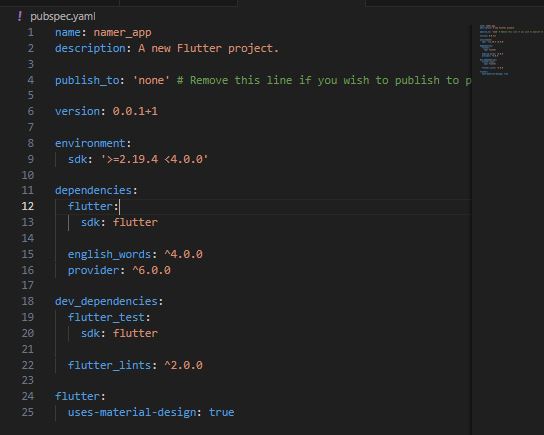 pubspec.yaml
1 name: namer_app
2 description: A new Flutter project.
3
4 publish_to: 'none' # Remove this line if you wish to publish to p
5
6 version: 0.0.1+1
7
8 environment:
9 sdk: '>=2.19.4 <4.0.0'
10
11 dependencies:
12 flutter:
13 sdk: flutter
14
15 english_words: ^4.0.0
16 provider: ^6.0.0
17
18 dev_dependencies:
19 flutter_test:
20 sdk: flutter
21
22 flutter_lints: ^2.0.0
23
24 flutter:
25 uses-material-design: true